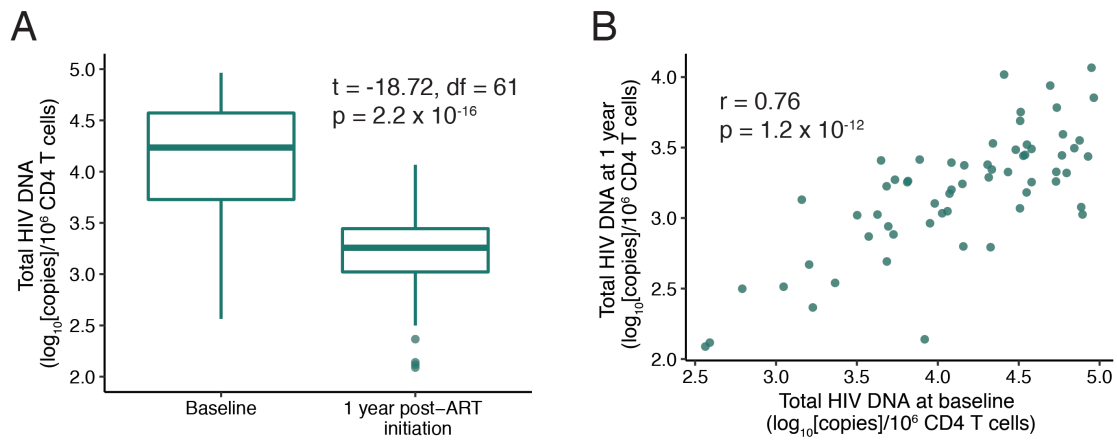 A
Total HIV DNA
(log₁₀[copies]/10⁶ CD4 T cells)
5.0
4.5
4.0
3.5
3.0
2.5
2.0
t = -18.72, df = 61
p = 2.2 x 10⁻¹⁶
Baseline
1 year post−ART
initiation
B
Total HIV DNA at 1 year
(log₁₀[copies]/10⁶ CD4 T cells)
4.0
3.5
3.0
2.5
2.0
r = 0.76
p = 1.2 x 10⁻¹²
2.5 3.0 3.5 4.0 4.5 5.0
Total HIV DNA at baseline
(log₁₀[copies]/10⁶ CD4 T cells)